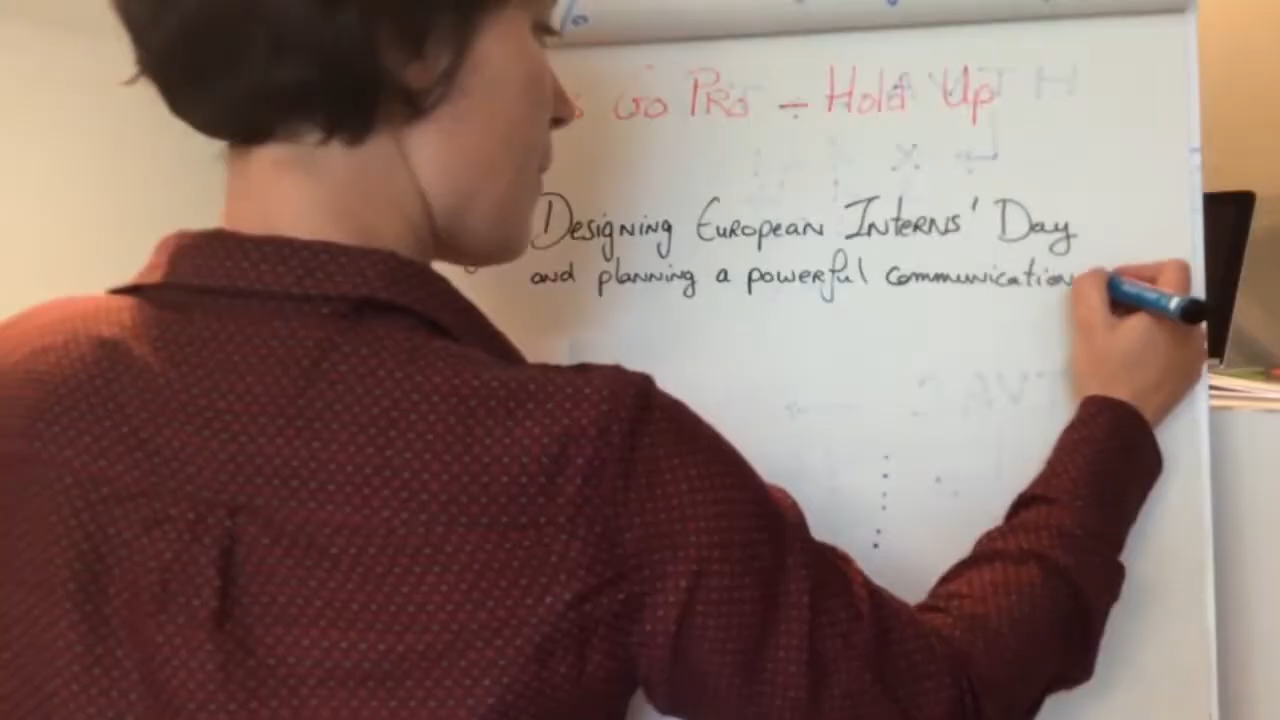 Go Pro - Hold Up
Designing European Interns' Day
and planning a powerful communication